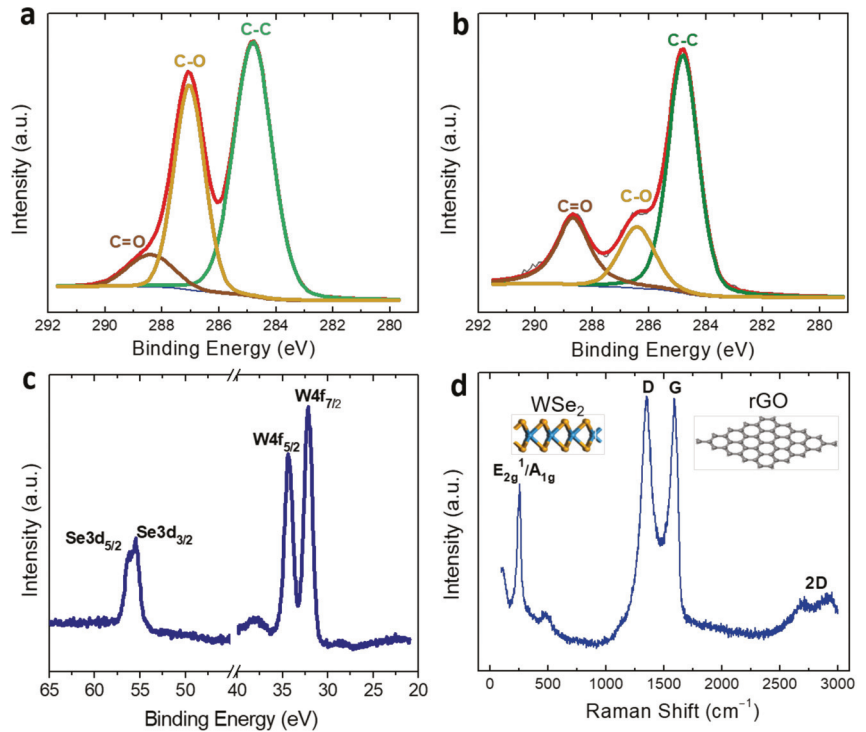 a
C–O
C–C
C=O
Intensity (a.u.)
292 290 288 286 284 282 280
Binding Energy (eV)
b
C–C
C=O
C–O
Intensity (a.u.)
292 290 288 286 284 282 280
Binding Energy (eV)
c
W4f7/2
W4f5/2
Se3d5/2
Se3d3/2
Intensity (a.u.)
65 60 55 50 40 35 30 25 20
Binding Energy (eV)
d
D G
WSe2
rGO
E2g1/A1g
2D
Intensity (a.u.)
0 500 1000 1500 2000 2500 3000
Raman Shift (cm−1)